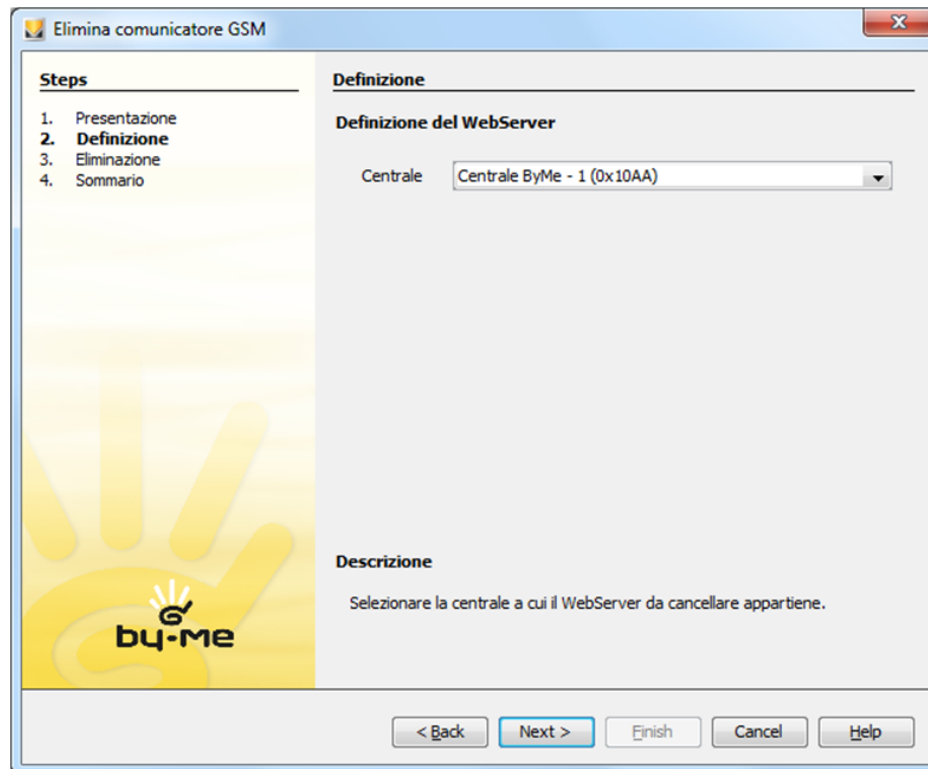 Elimina comunicatore GSM
Steps
1. Presentazione
2. Definizione
3. Eliminazione
4. Sommario
by-me
Definizione
Definizione del WebServer
Centrale Centrale ByMe - 1 (0x10AA)
Descrizione
Selezionare la centrale a cui il WebServer da cancellare appartiene.
< Back Next > Finish Cancel Help